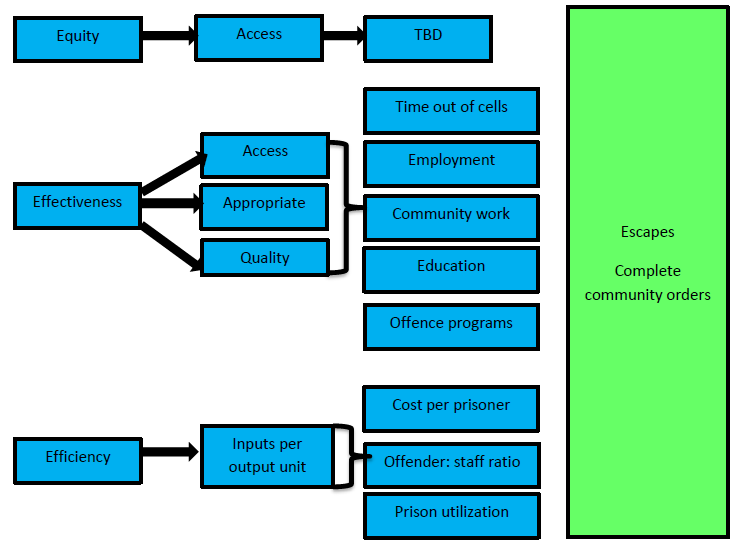 Equity
Access
TBD
Effectiveness
Access
Appropriate
Quality
Time out of cells
Employment
Community work
Education
Offence programs
Efficiency
Inputs per
output unit
Cost per prisoner
Offender: staff ratio
Prison utilization
Escapes
Complete
community orders